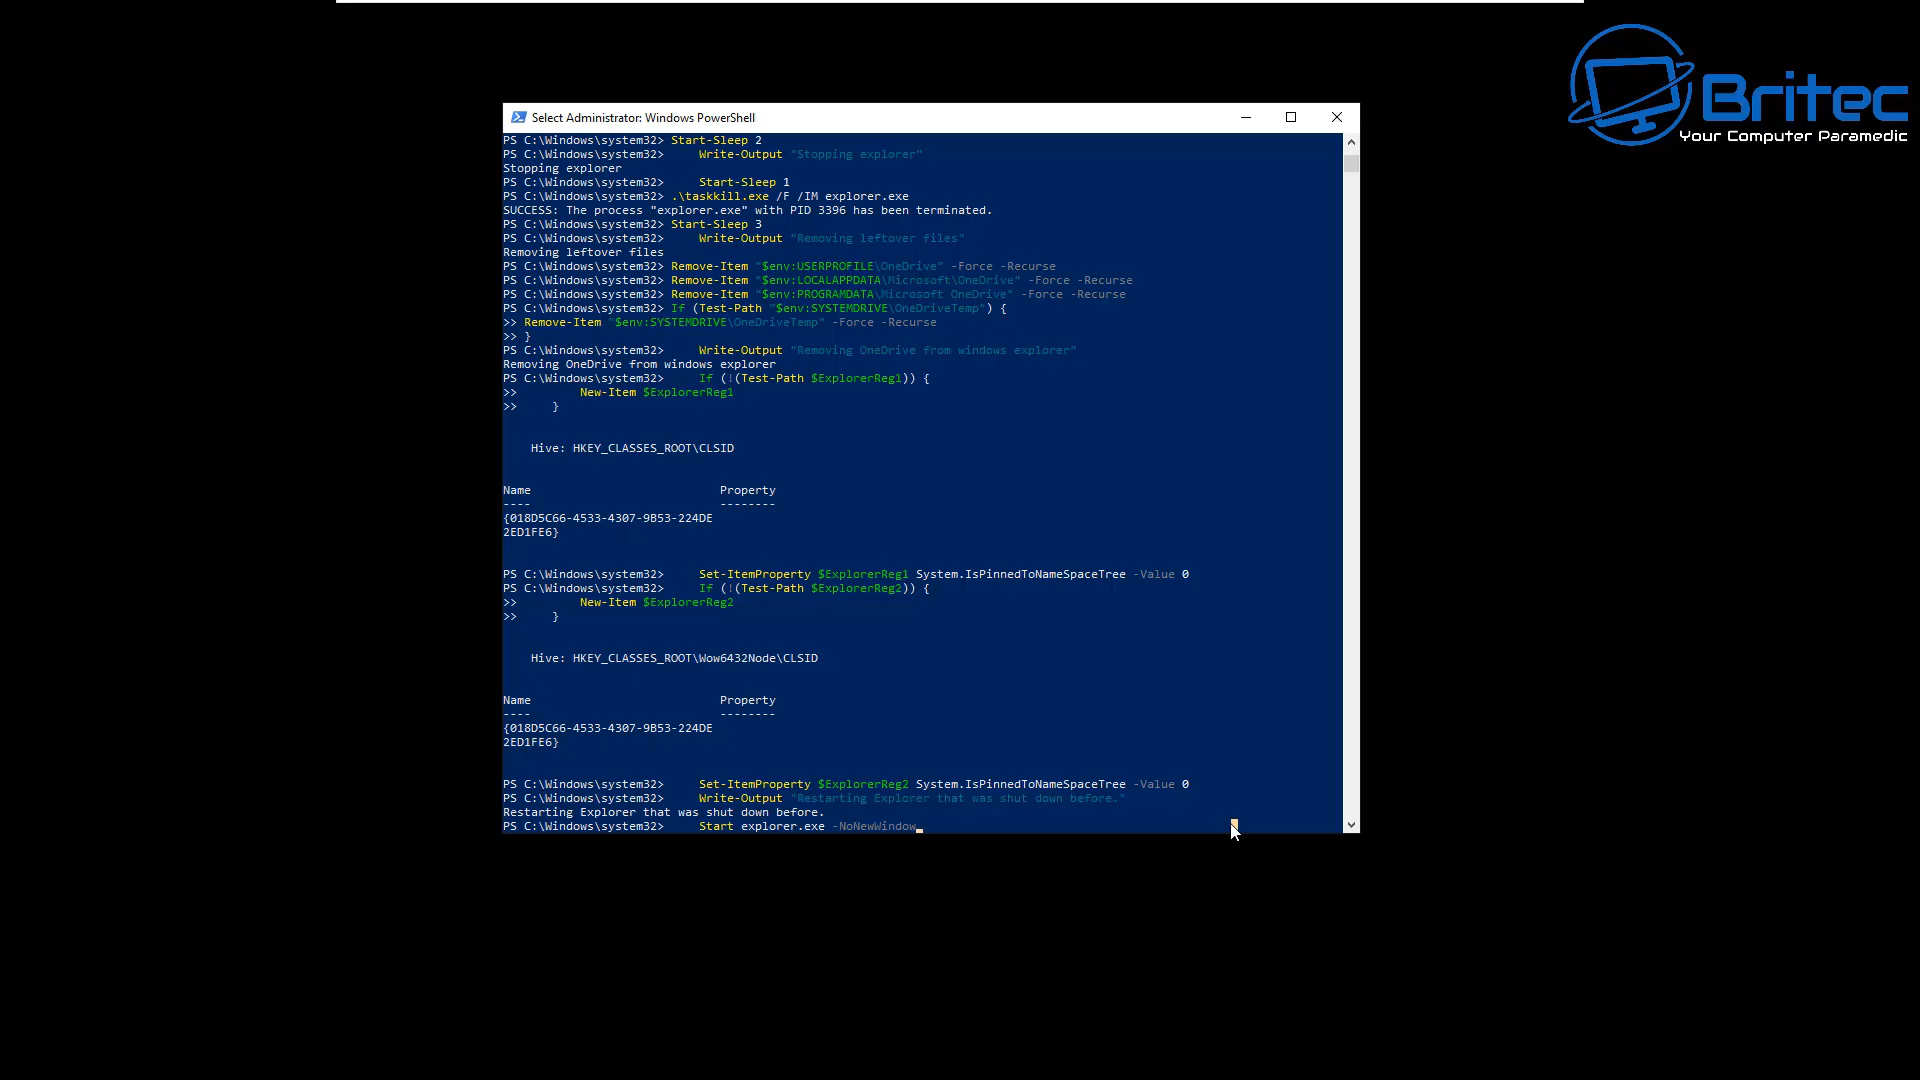 Britec
Your Computer Paramedic
Select Administrator: Windows PowerShell
PS C:\Windows\system32> Start-Sleep 2
PS C:\Windows\system32>     Write-Output "Stopping explorer"
Stopping explorer
PS C:\Windows\system32>     Start-Sleep 1
PS C:\Windows\system32> .\taskkill.exe /F /IM explorer.exe
SUCCESS: The process "explorer.exe" with PID 3396 has been terminated.
PS C:\Windows\system32> Start-Sleep 3
PS C:\Windows\system32>     Write-Output "Removing leftover files"
Removing leftover files
PS C:\Windows\system32> Remove-Item "$env:USERPROFILE\OneDrive" -Force -Recurse
PS C:\Windows\system32> Remove-Item "$env:LOCALAPPDATA\Microsoft\OneDrive" -Force -Recurse
PS C:\Windows\system32> Remove-Item "$env:PROGRAMDATA\Microsoft OneDrive" -Force -Recurse
PS C:\Windows\system32> If (Test-Path "$env:SYSTEMDRIVE\OneDriveTemp") {
>> Remove-Item "$env:SYSTEMDRIVE\OneDriveTemp" -Force -Recurse
>> }
PS C:\Windows\system32>     Write-Output "Removing OneDrive from windows explorer"
Removing OneDrive from windows explorer
PS C:\Windows\system32>     If (!(Test-Path $ExplorerReg1)) {
>>         New-Item $ExplorerReg1
>>     }
Hive: HKEY_CLASSES_ROOT\CLSID
Name                           Property
----                           --------
{018D5C66-4533-4307-9B53-224DE
2ED1FE6}
PS C:\Windows\system32>     Set-ItemProperty $ExplorerReg1 System.IsPinnedToNameSpaceTree -Value 0
PS C:\Windows\system32>     If (!(Test-Path $ExplorerReg2)) {
>>         New-Item $ExplorerReg2
>>     }
Hive: HKEY_CLASSES_ROOT\Wow6432Node\CLSID
Name                           Property
----                           --------
{018D5C66-4533-4307-9B53-224DE
2ED1FE6}
PS C:\Windows\system32>     Set-ItemProperty $ExplorerReg2 System.IsPinnedToNameSpaceTree -Value 0
PS C:\Windows\system32>     Write-Output "Restarting Explorer that was shut down before."
Restarting Explorer that was shut down before.
PS C:\Windows\system32>     Start explorer.exe -NoNewWindow